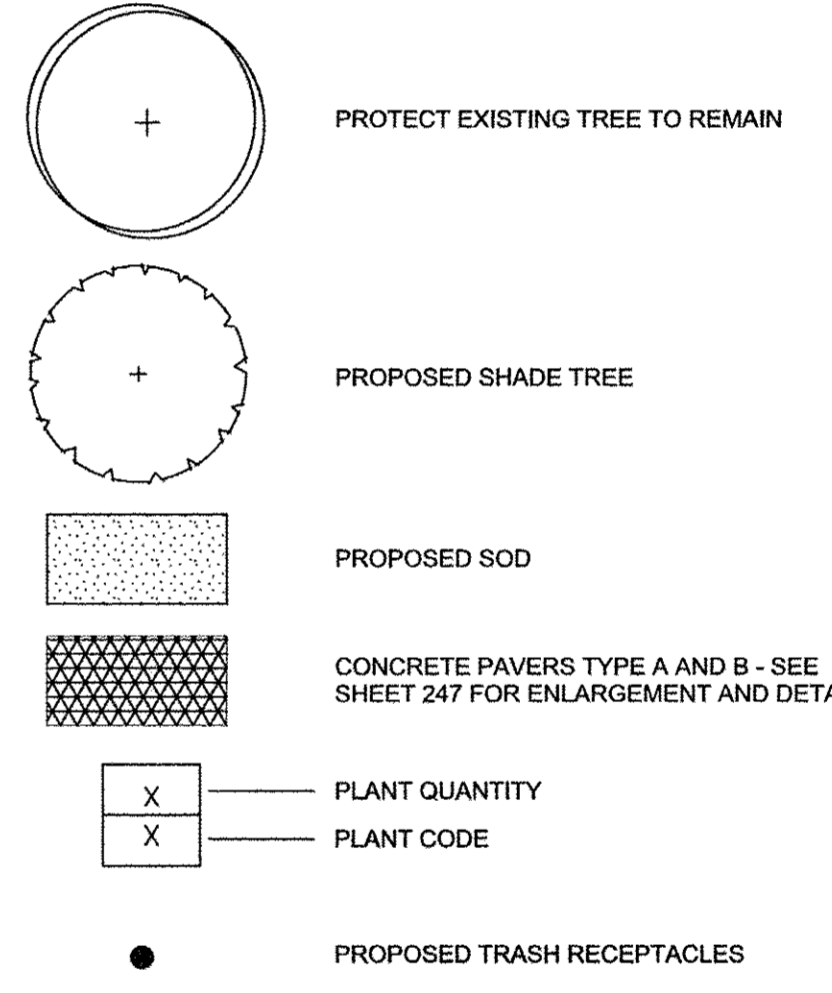 PROTECT EXISTING TREE TO REMAIN
PROPOSED SHADE TREE
PROPOSED SOD
CONCRETE PAVERS TYPE A AND B - SEE
SHEET 247 FOR ENLARGEMENT AND
X PLANT QUANTITY
X PLANT CODE
PROPOSED TRASH RECEPTACLES